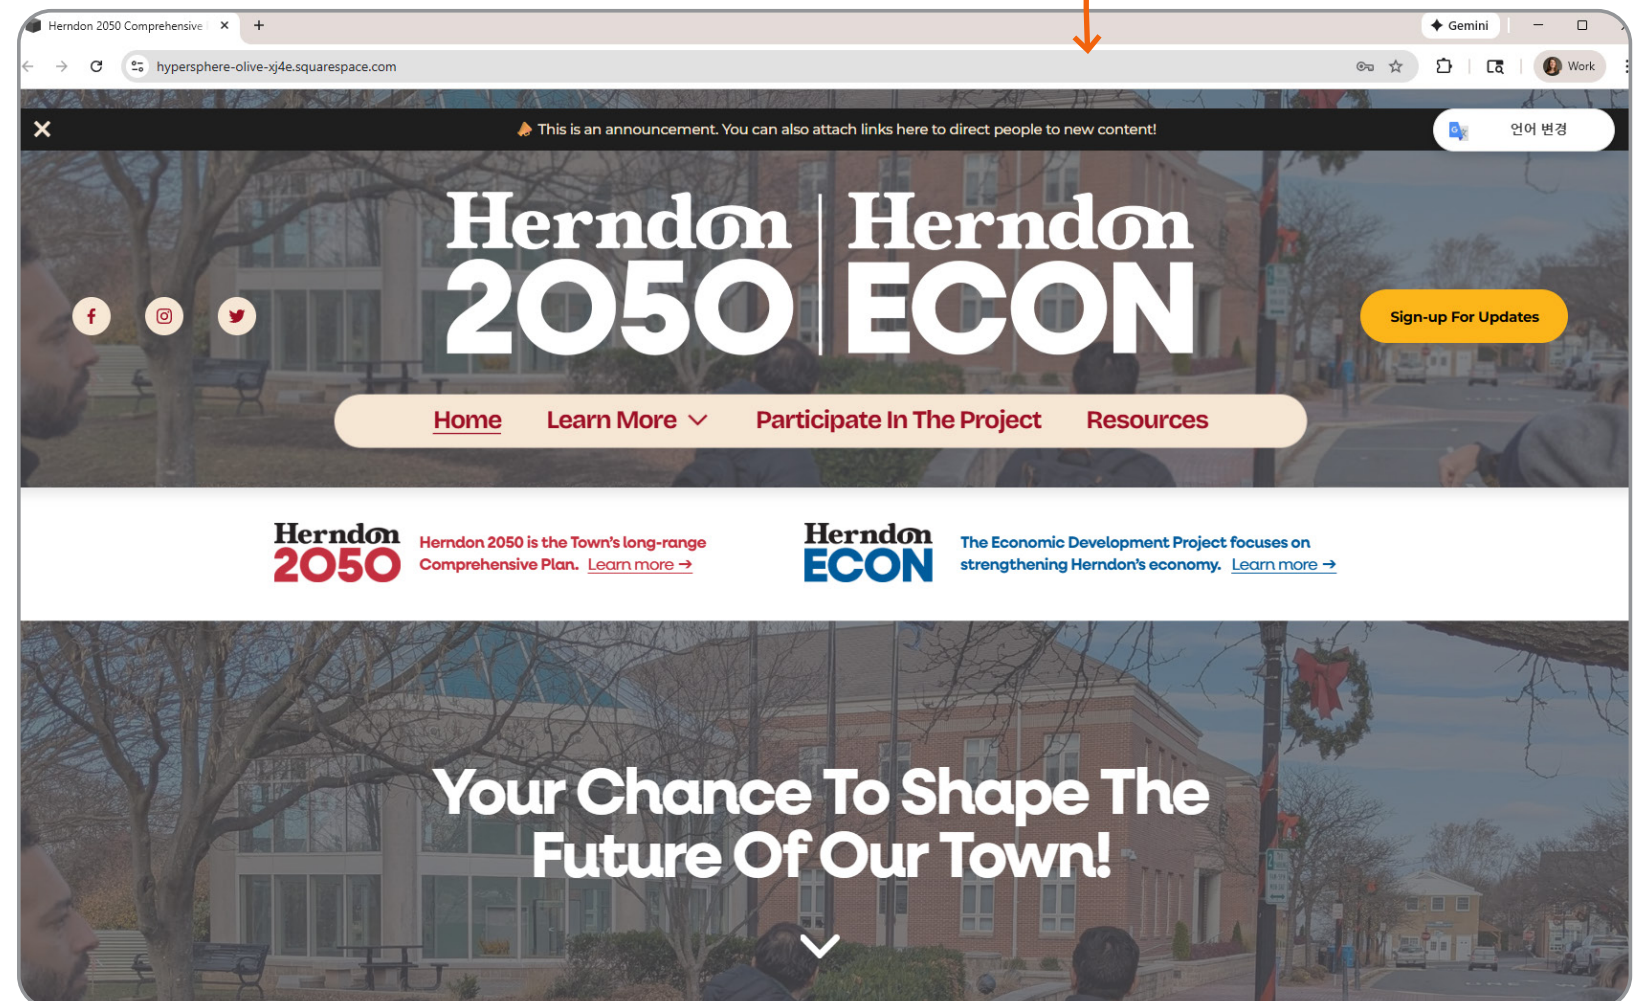 Herndon 2050 Comprehensive
Gemini
hypersphere-olive-xj4e.squarespace.com
Work
This is an announcement. You can also attach links here to direct people to new content!
언어 변경
Herndon
2050
Herndon
ECON
Sign-up For Updates
Home Learn More Participate In The Project Resources
Herndon
2050
Herndon 2050 is the Town's long-range
Comprehensive Plan. Learn more →
Herndon
ECON
The Economic Development Project focuses on
strengthening Herndon's economy. Learn more →
Your Chance To Shape The
Future Of Our Town!